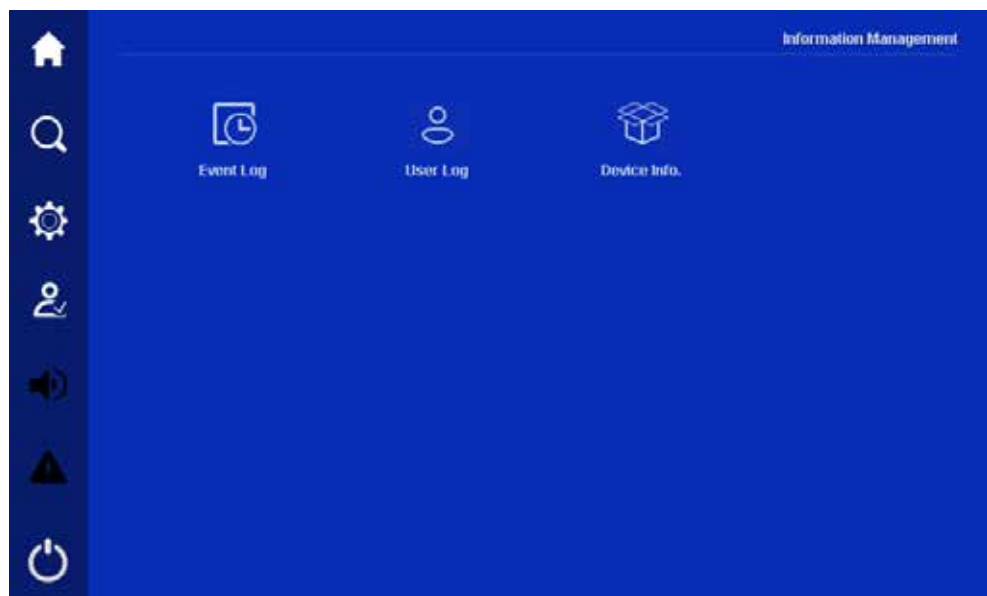 Information Management
Event Log
User Log
Device Info.